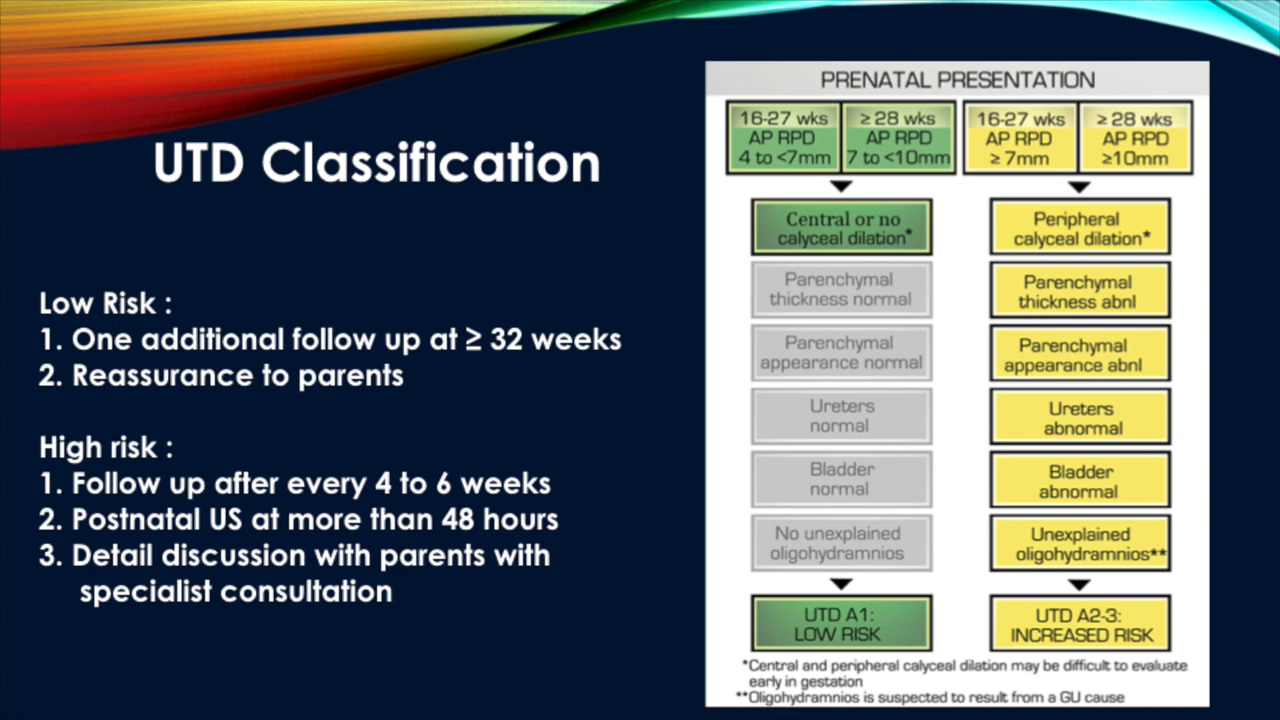 UTD Classification
Low Risk :
1. One additional follow up at ≥ 32 weeks
2. Reassurance to parents
High risk :
1. Follow up after every 4 to 6 weeks
2. Postnatal US at more than 48 hours
3. Detail discussion with parents with
specialist consultation
PRENATAL PRESENTATION
16-27 wks
AP RPD
4 to <7mm
≥ 28 wks
AP RPD
7 to <10mm
16-27 wks
AP RPD
≥ 7mm
≥ 28 wks
AP RPD
≥10mm
Central or no
calyceal dilation*
Parenchymal
thickness normal
Parenchymal
appearance normal
Ureters
normal
Bladder
normal
No unexplained
oligohydramnios
UTD A1:
LOW RISK
Peripheral
calyceal dilation*
Parenchymal
thickness abnl
Parenchymal
appearance abnl
Ureters
abnormal
Bladder
abnormal
Unexplained
oligohydramnios**
UTD A2-3:
INCREASED RISK
*Central and peripheral calyceal dilation may be difficult to evaluate
early in gestation
**Oligohydramnios is suspected to result from a GU cause